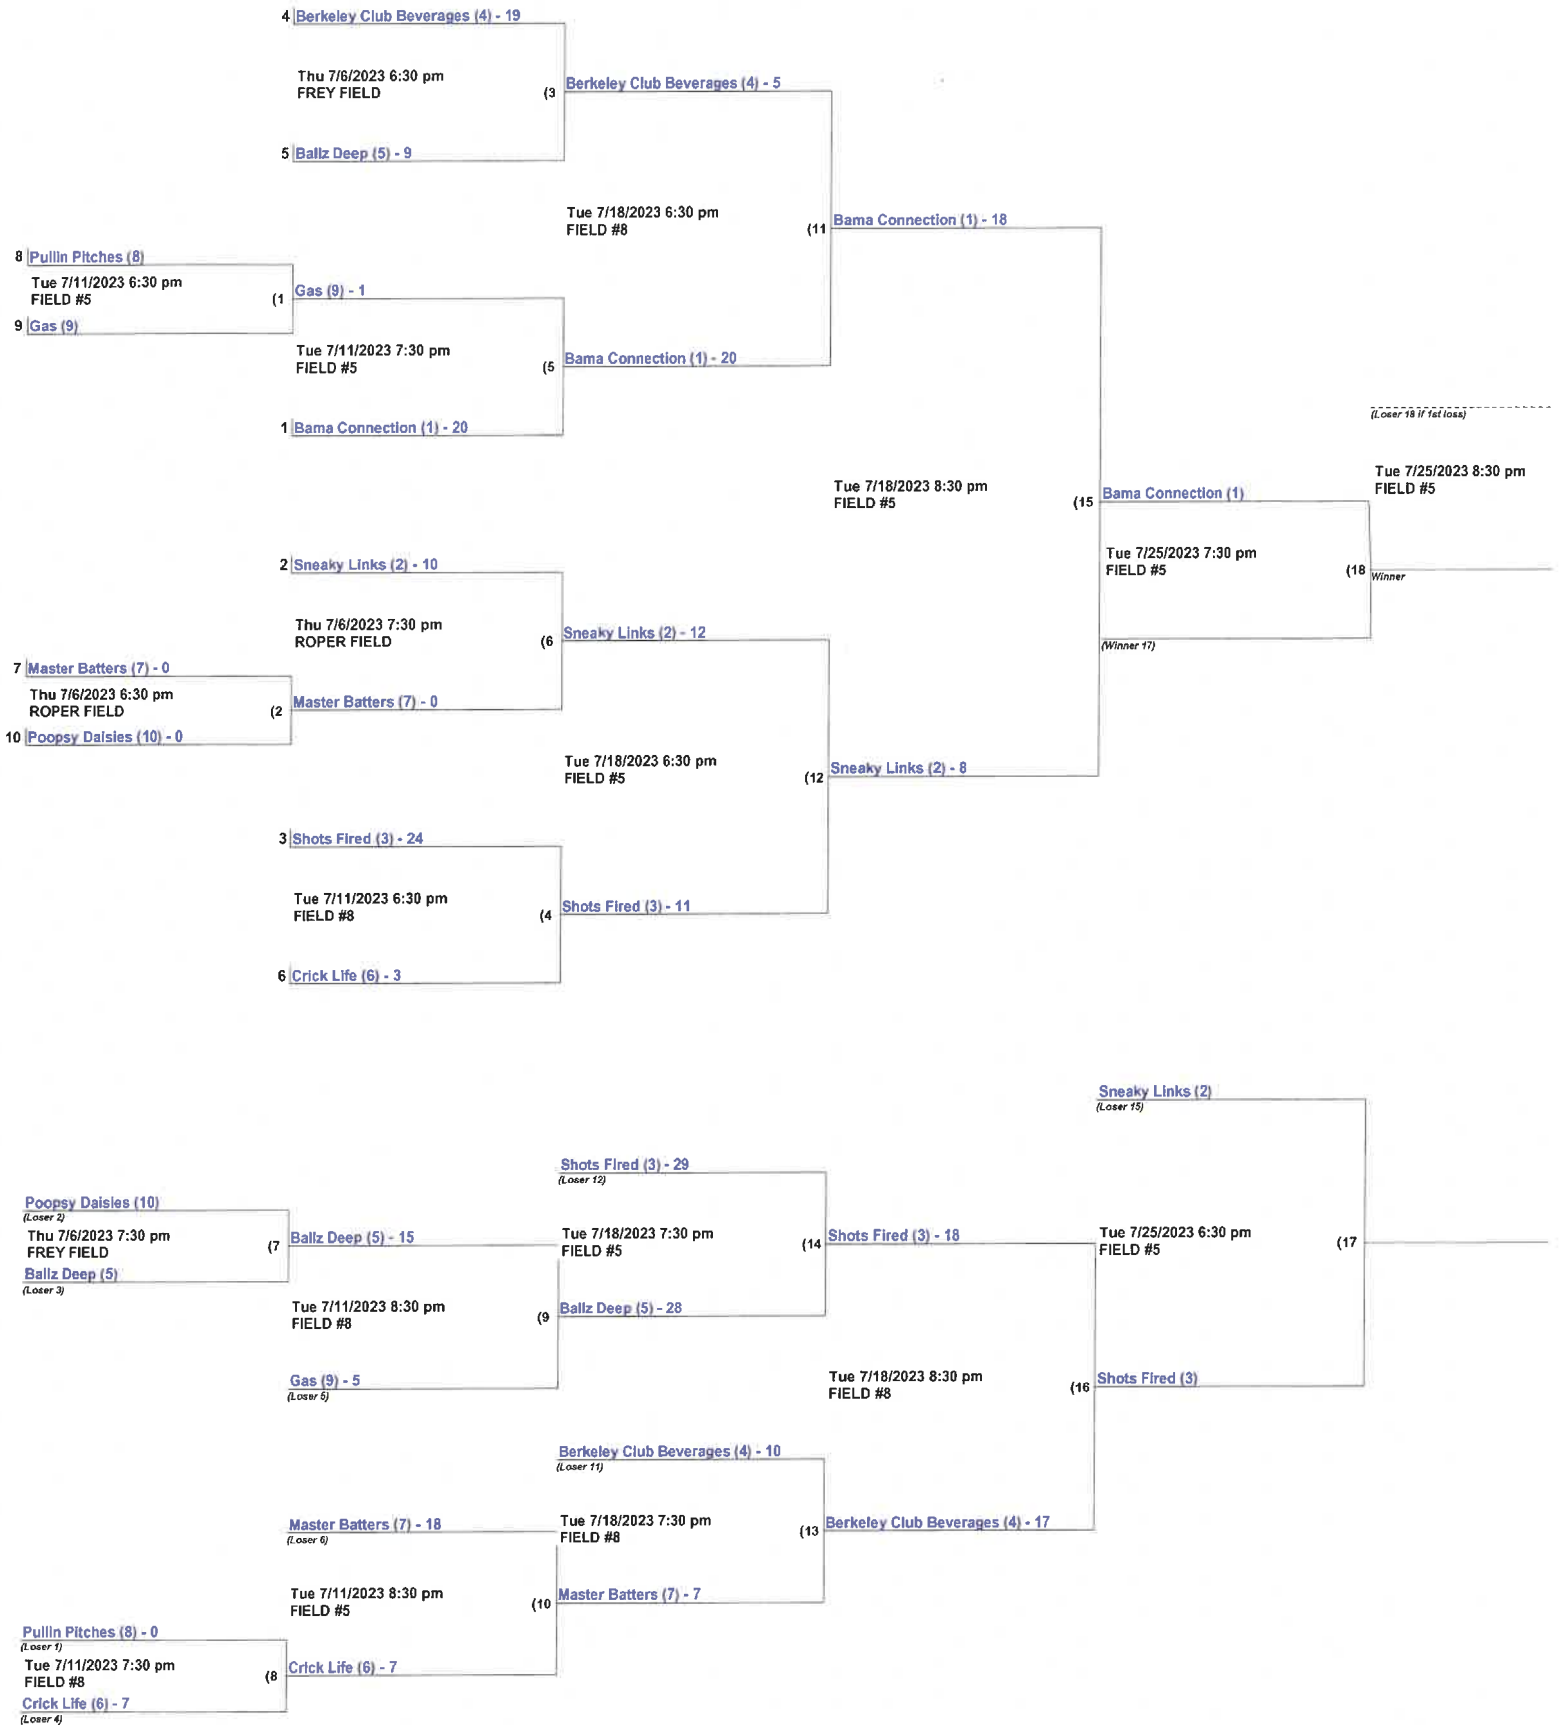 4 Berkeley Club Beverages (4) - 19
Thu 7/6/2023 6:30 pm
FREY FIELD
(3
Berkeley Club Beverages (4) - 5
5 Ballz Deep (5) - 9
Tue 7/18/2023 6:30 pm
FIELD #8
(11
Bama Connection (1) - 18
8 Pullin Pitches (8)
Tue 7/11/2023 6:30 pm
FIELD #5
(1
9 Gas (9)
Gas (9) - 1
Tue 7/11/2023 7:30 pm
FIELD #5
(5
Bama Connection (1) - 20
1 Bama Connection (1) - 20
(Loser 18 if 1st loss)
Tue 7/25/2023 8:30 pm
FIELD #5
Tue 7/18/2023 8:30 pm
FIELD #5
(15
Bama Connection (1)
Tue 7/25/2023 7:30 pm
FIELD #5
(18
Winner
(Winner 17)
2 Sneaky Links (2) - 10
Thu 7/6/2023 7:30 pm
ROPER FIELD
(6
Sneaky Links (2) - 12
7 Master Batters (7) - 0
Thu 7/6/2023 6:30 pm
ROPER FIELD
(2
10 Poopsy Daisies (10) - 0
Master Batters (7) - 0
Tue 7/18/2023 6:30 pm
FIELD #5
(12
Sneaky Links (2) - 8
3 Shots Fired (3) - 24
Tue 7/11/2023 6:30 pm
FIELD #8
(4
Shots Fired (3) - 11
6 Crick Life (6) - 3
Sneaky Links (2)
(Loser 15)
Shots Fired (3) - 29
(Loser 12)
Poopsy Daisies (10)
(Loser 2)
Thu 7/6/2023 7:30 pm
FREY FIELD
(7
Ballz Deep (5)
(Loser 3)
Ballz Deep (5) - 15
Tue 7/18/2023 7:30 pm
FIELD #5
(14
Shots Fired (3) - 18
Tue 7/25/2023 6:30 pm
FIELD #5
(17
Tue 7/11/2023 8:30 pm
FIELD #8
(9
Ballz Deep (5) - 28
Gas (9) - 5
(Loser 5)
Tue 7/18/2023 8:30 pm
FIELD #8
(16
Shots Fired (3)
Berkeley Club Beverages (4) - 10
(Loser 11)
Master Batters (7) - 18
(Loser 6)
Tue 7/18/2023 7:30 pm
FIELD #8
(13
Berkeley Club Beverages (4) - 17
Tue 7/11/2023 8:30 pm
FIELD #5
(10
Master Batters (7) - 7
Pullin Pitches (8) - 0
(Loser 1)
Tue 7/11/2023 7:30 pm
FIELD #8
(8
Crick Life (6) - 7
Crick Life (6) - 7
(Loser 4)